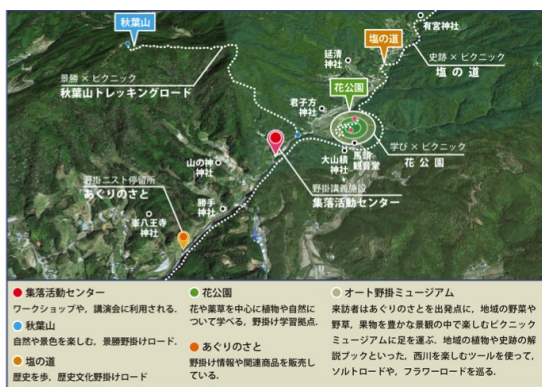 秋葉山
有宮神社
塩の道
延清
神社
史跡 × ピクニック
塩 の 道
景勝 × ピクニック
秋葉山トレッキングロード
花公園
君子方
神社
学び × ピクニック
花 公 園
馬頭
観音堂
大山積
神社
山の神
神社
野掛講義施設
集落活動センター
野掛ニスト停留所
あぐりのさと
勝手
神社
峯八王寺
神社
集落活動センター
ワークショップや，講演会に利用される．
秋葉山
自然や景色を楽しむ，景勝野掛けロード．
塩の道
歴史を歩，歴史文化野掛けロード
花公園
花や薬草を中心に植物や自然に
ついて学べる，野掛け学習拠点．
あぐりのさと
野掛け情報や関連商品を販売し
ている．
オート野掛ミュージアム
来訪者はあぐりのさとを出発点に，地域の野菜や
野草，果物を豊かな景観の中で楽しむピクニック
ミュージアムに足を運ぶ．地域の植物や史跡の解
説ブックといった，西川を楽しむツールを使って，
ソルトロードや，フラワーロードを巡る．